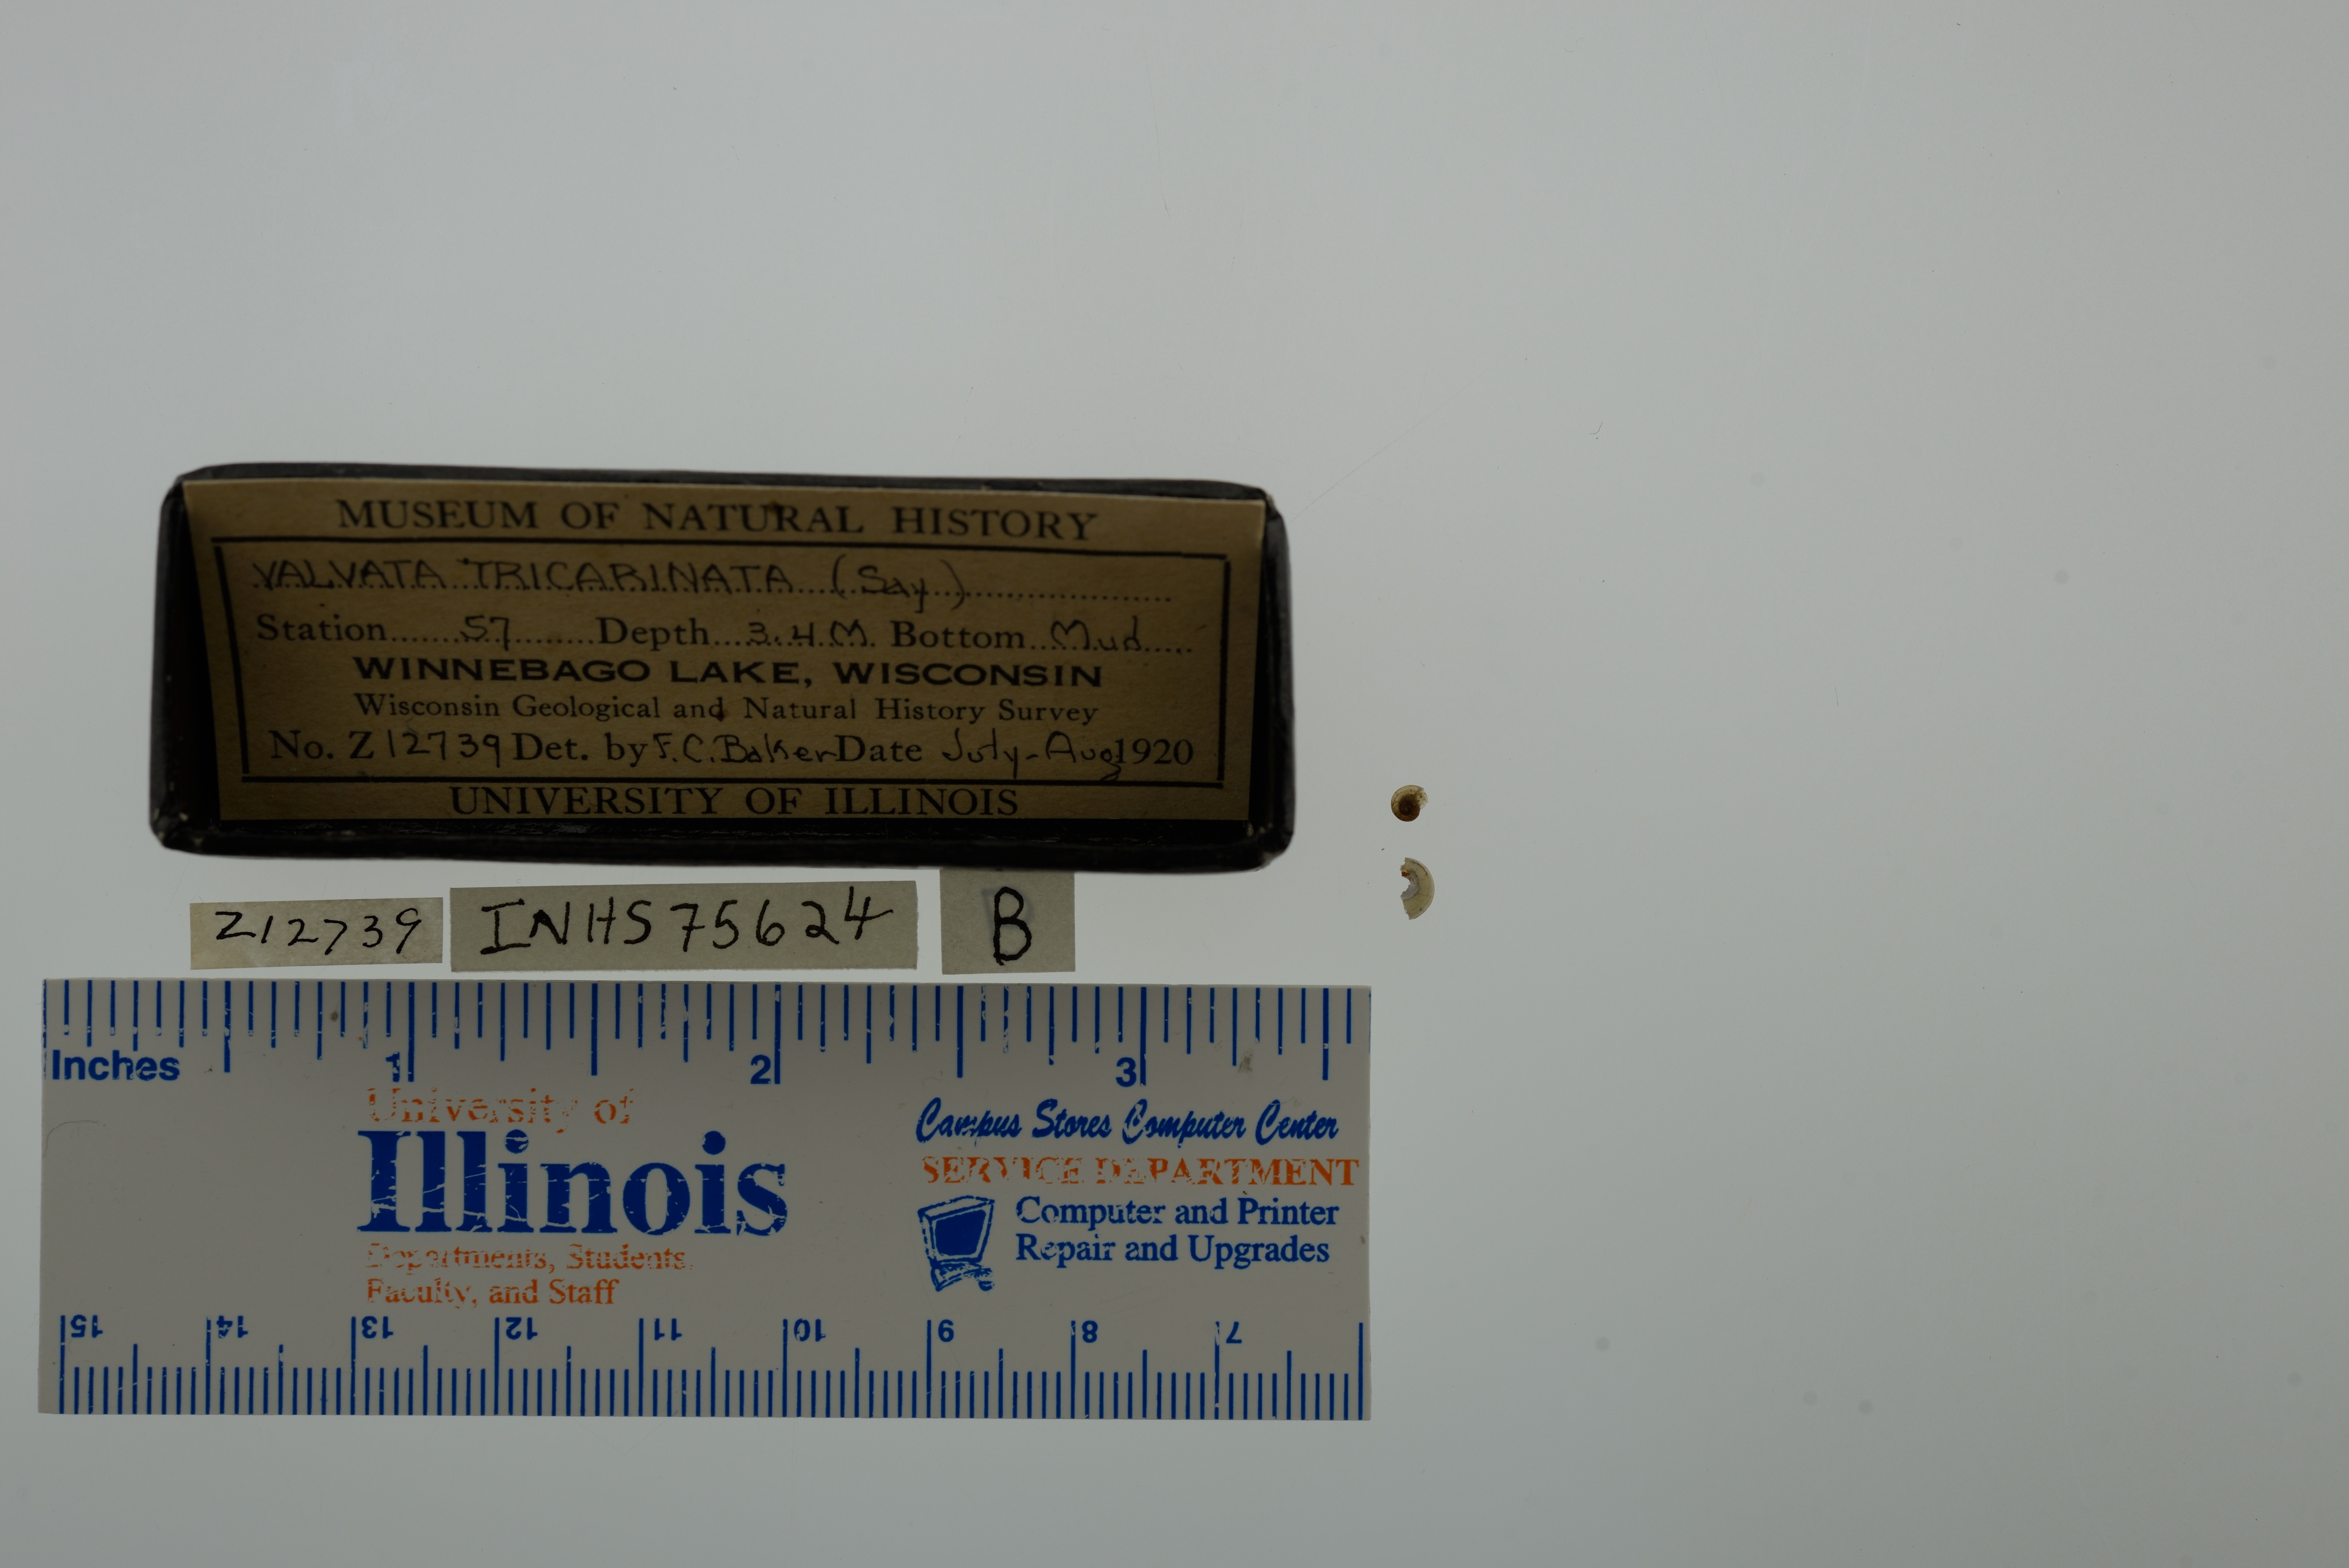 MUSEUM OF NATURAL HISTORY
VALVATA TRICARINATA (Say)
Station 57 Depth 3.4 M. Bottom Mud
WINNEBAGO LAKE, WISCONSIN
Wisconsin Geological and Natural History Survey
No. Z 12739 Det. by F.C. Baker Date July-Aug 1920
UNIVERSITY OF ILLINOIS
Z12739
INHS 75624
B
Inches 1 2 3
University of
Illinois
Departments, Students,
Faculty, and Staff
Campus Stores Computer Center
SERVICE DEPARTMENT
Computer and Printer
Repair and Upgrades
15 14 13 12 11 10 9 8 7